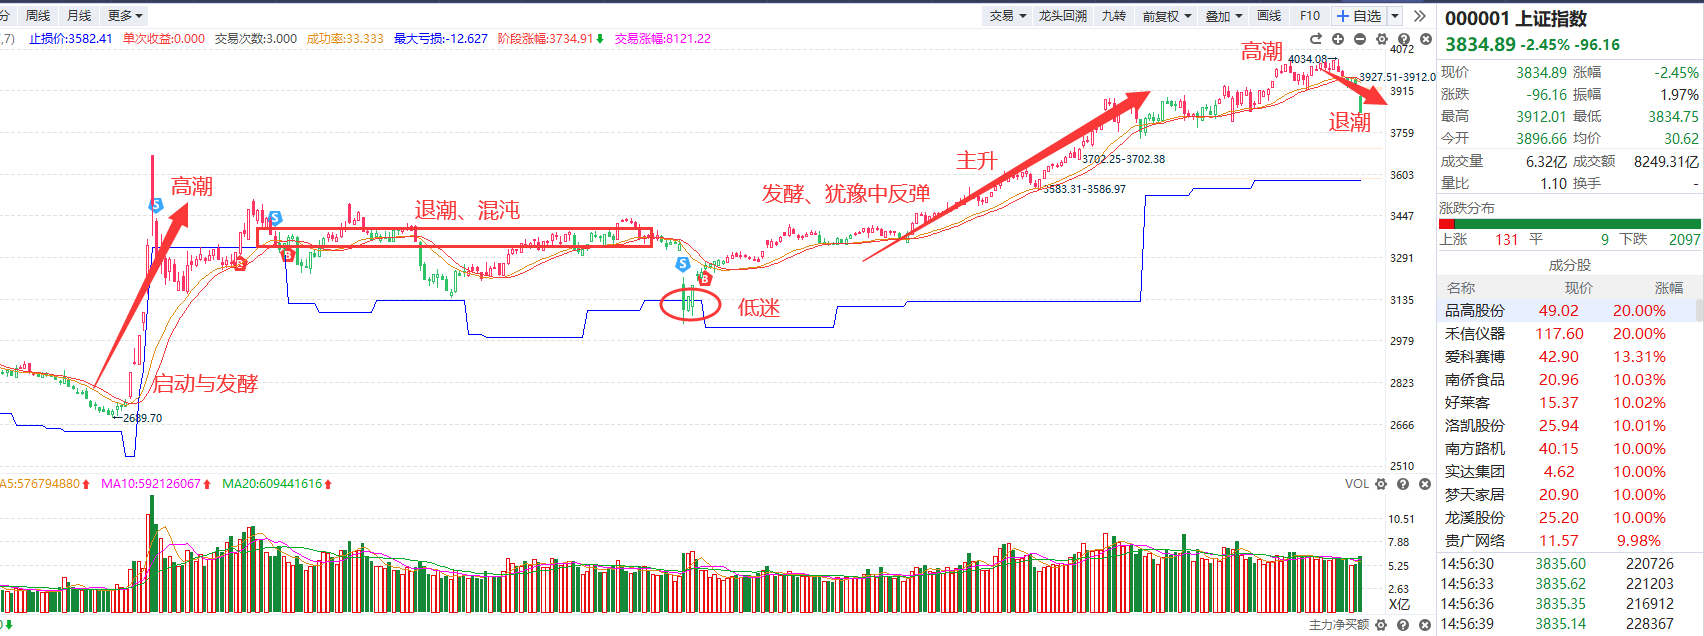 分 周线 月线 更多 交易 龙头回溯 九转 前复权 叠加 画线 F10 自选
,7) 止损价:3582.41 单次收益:0.000 交易次数:3.000 成功率:33.333 最大亏损:-12.627 阶段涨幅:3734.91 交易涨幅:8121.22
高潮
4034.08
4072
3927.51-3912.0
3915
退潮
3759
主升
3702.25-3702.38
3603
高潮
发酵、犹豫中反弹
3583.31-3586.97
S
退潮、混沌
3447
S
B
B
S
B
3291
低迷
3135
2979
启动与发酵
2823
2689.70
2666
2510
A5:576794880 MA10:592126067 MA20:609441616
VOL
10.51
7.88
5.25
2.63
X亿
主力净买额
000001 上证指数
3834.89 -2.45% -96.16
现价 3834.89 涨幅 -2.45%
涨跌 -96.16 振幅 1.97%
最高 3912.01 最低 3834.75
今开 3896.66 均价 30.62
成交量 6.32亿 成交额 8249.31亿
量比 1.10 换手 -
涨跌分布
上涨 131 平 9 下跌 2097
成分股
名称 现价 涨幅
品高股份 49.02 20.00%
禾信仪器 117.60 20.00%
爱科赛博 42.90 13.31%
南侨食品 20.96 10.03%
好莱客 15.37 10.02%
洛凯股份 25.94 10.01%
南方路机 40.15 10.00%
实达集团 4.62 10.00%
梦天家居 20.90 10.00%
龙溪股份 25.20 10.00%
贵广网络 11.57 9.98%
14:56:30 3835.60 220726
14:56:33 3835.62 221203
14:56:36 3835.35 216912
14:56:39 3835.14 228367